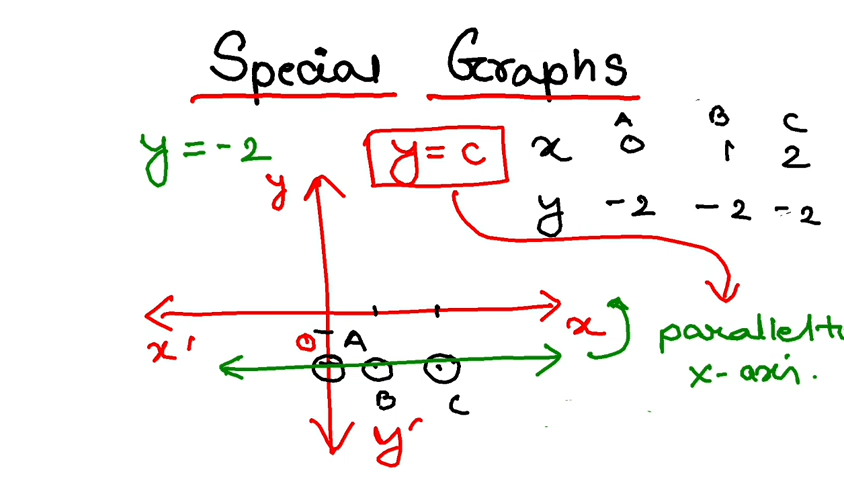 Special Graphs
y = -2
y = c
A B C
x 0 1 2
y -2 -2 -2
y
x'
x
O
A
B
C
y'
parallel to
x-axis.